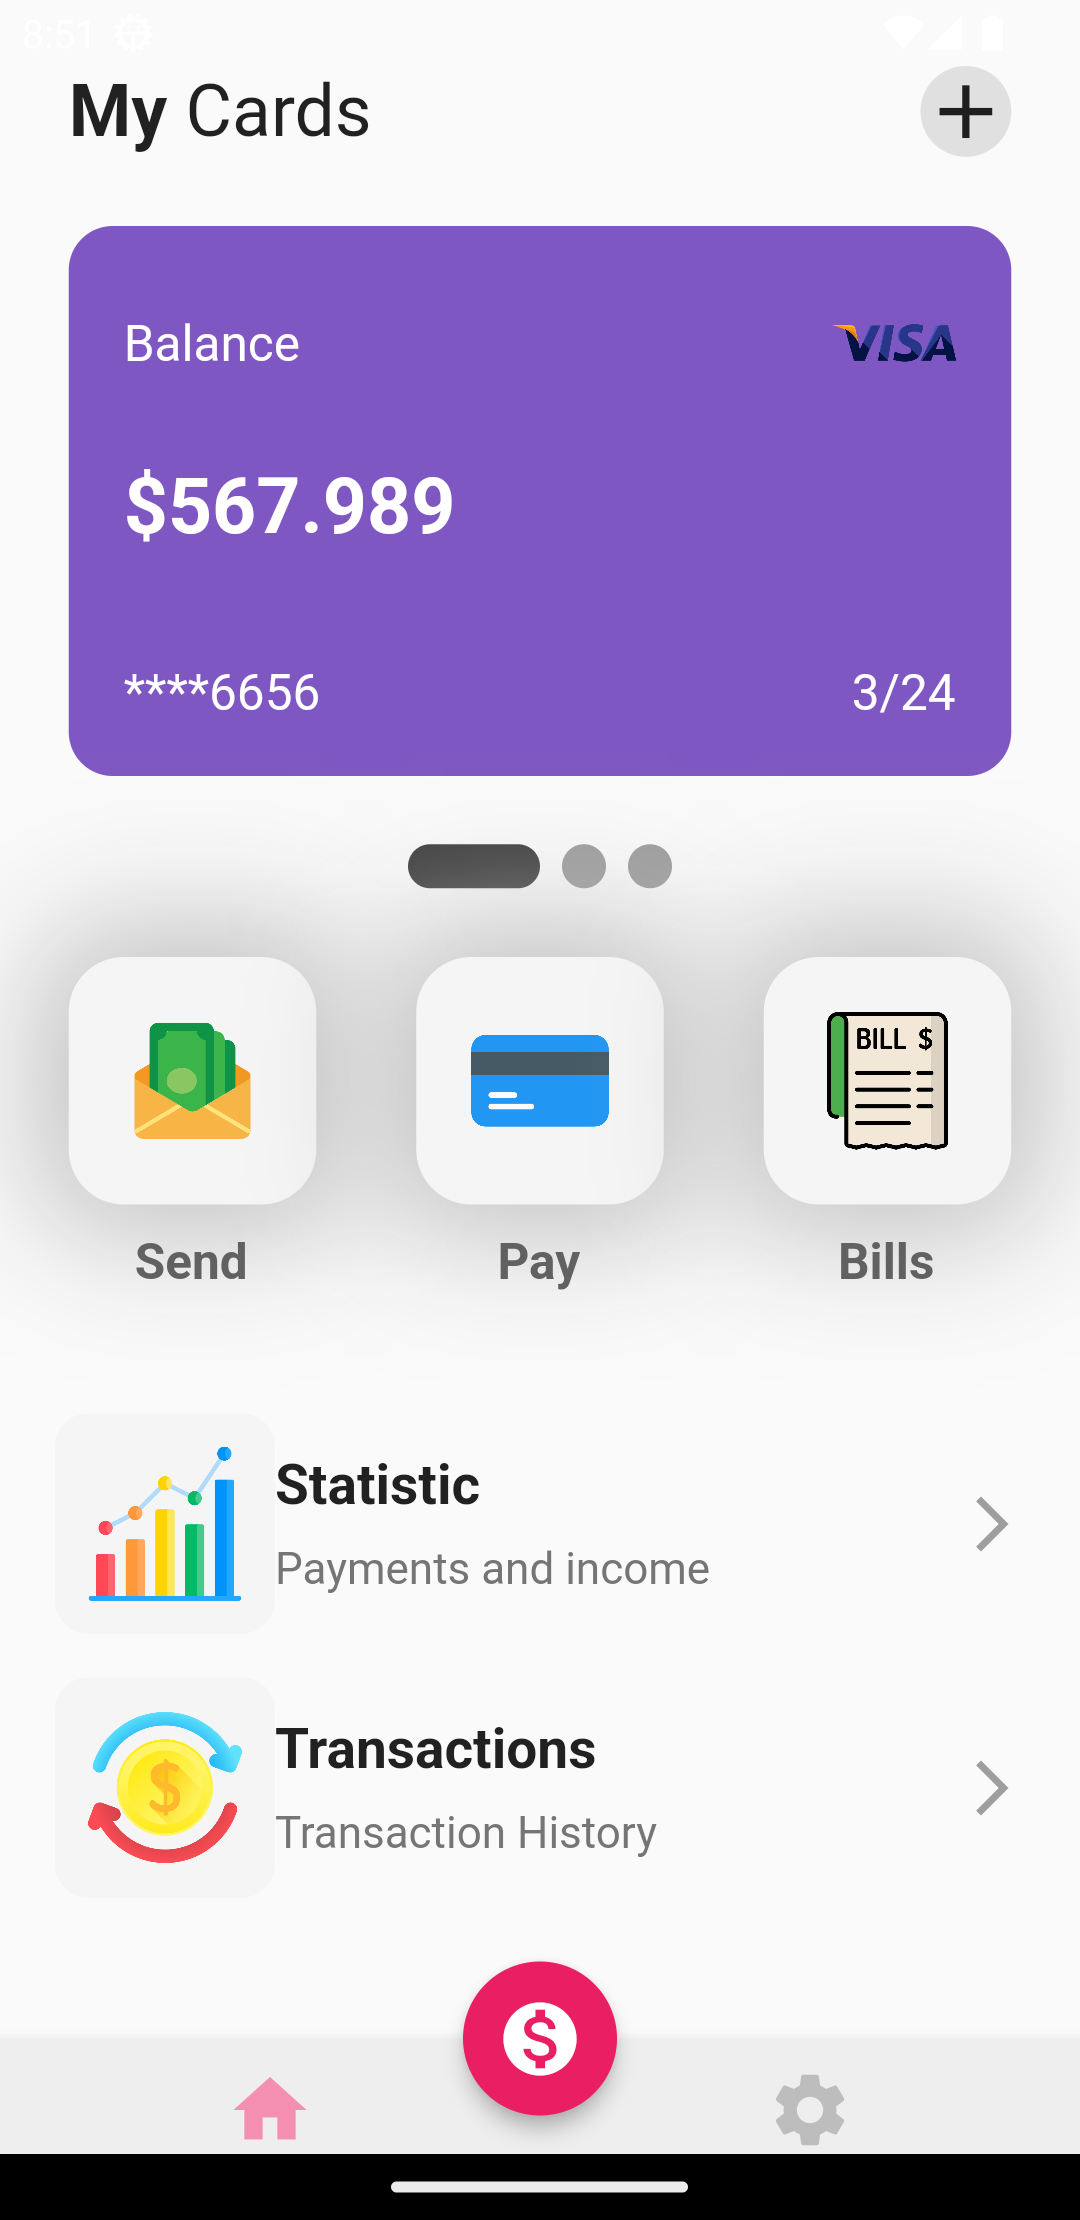 8:51
My Cards
Balance
VISA
$567.989
****6656
3/24
BILL $
Send
Pay
Bills
Statistic
Payments and income
Transactions
Transaction History